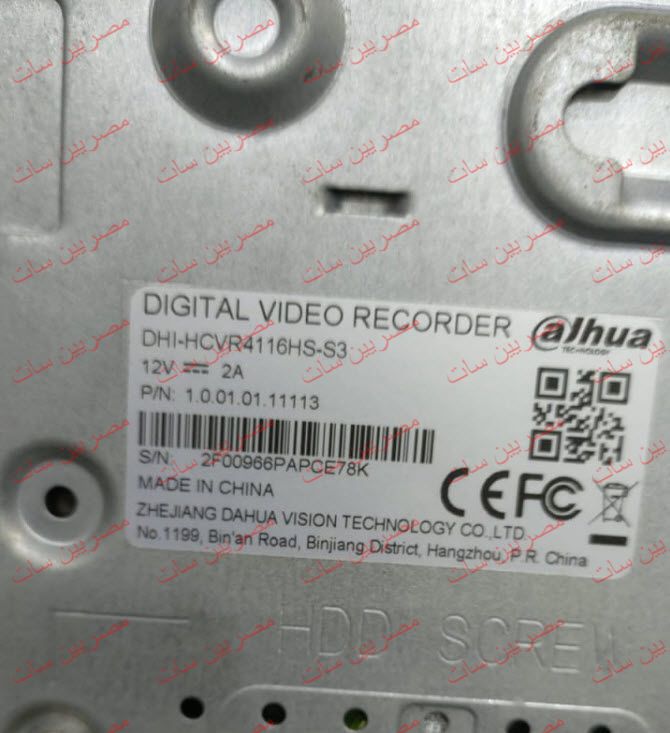 مصريين سات
DIGITAL VIDEO RECORDER
alhua
TECHNOLOGY
DHI-HCVR4116HS-S3
12V ⎓ 2A
P/N: 1.0.01.01.11113
S/N: 2F00966PAPCE78K
MADE IN CHINA
CE FC
ZHEJIANG DAHUA VISION TECHNOLOGY CO.,LTD.
No.1199, Bin'an Road, Binjiang District, Hangzhou, P.R. China
HDD SCREW